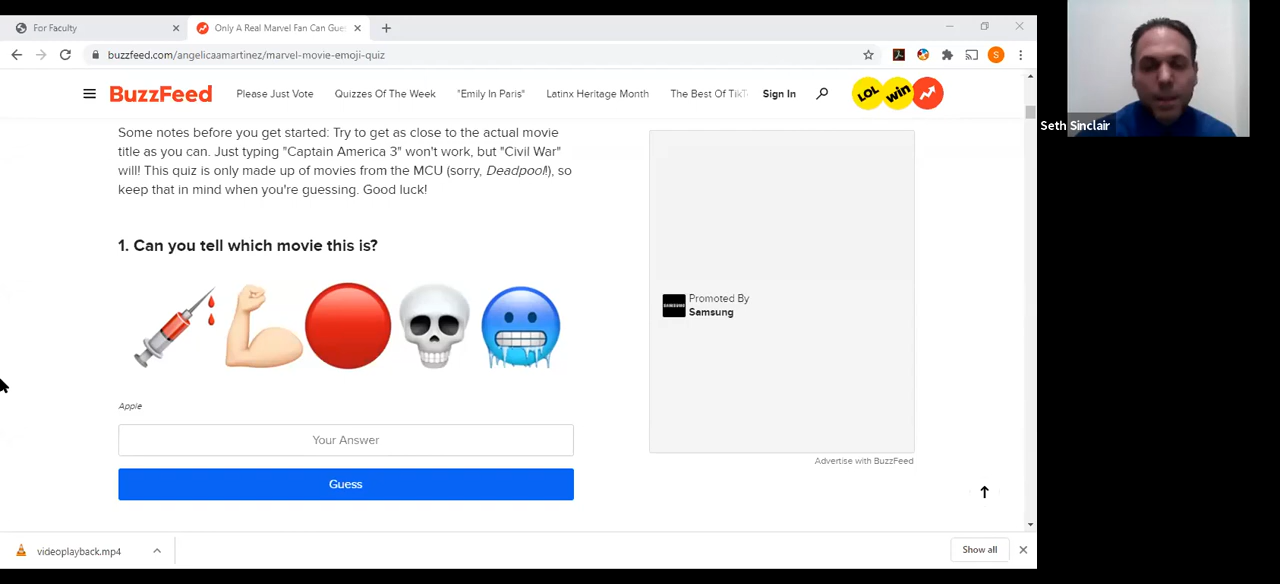 For Faculty
Only A Real Marvel Fan Can Gue
buzzfeed.com/angelicaamartinez/marvel-movie-emoji-quiz
S
BuzzFeed
Please Just Vote
Quizzes Of The Week
"Emily In Paris"
Latinx Heritage Month
The Best Of TikT
Sign In
LOL
win
Some notes before you get started: Try to get as close to the actual movie
title as you can. Just typing "Captain America 3" won't work, but "Civil War"
will! This quiz is only made up of movies from the MCU (sorry, Deadpool!), so
keep that in mind when you're guessing. Good luck!
1. Can you tell which movie this is?
Apple
Your Answer
Guess
SAMSUNG
Promoted By
Samsung
Advertise with BuzzFeed
videoplayback.mp4
Show all
Seth Sinclair